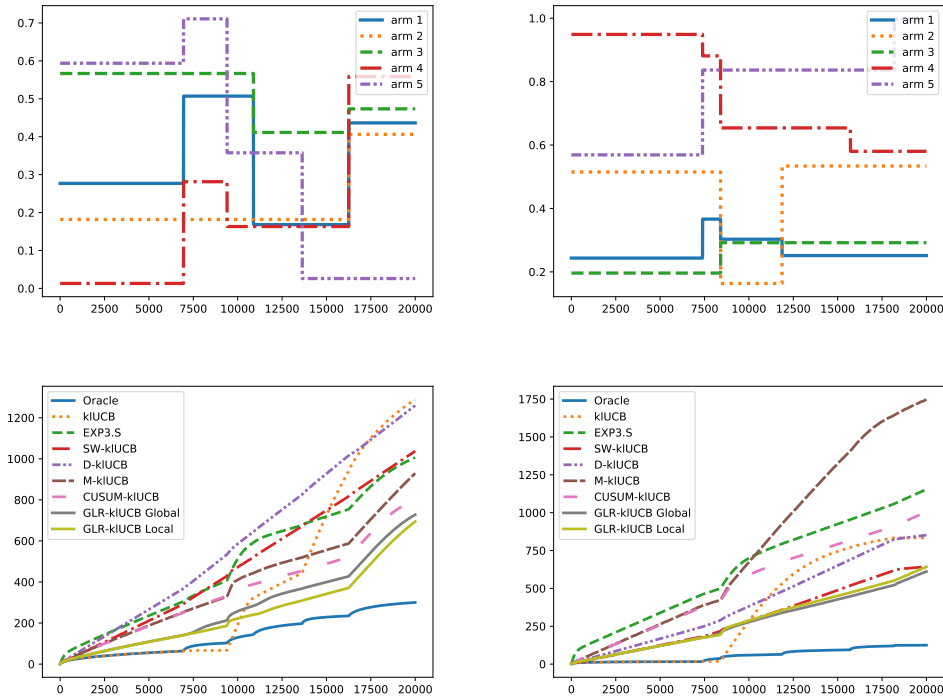 0.7
0.6
0.5
0.4
0.3
0.2
0.1
0.0
0 2500 5000 7500 10000 12500 15000 17500 20000
arm 1
arm 2
arm 3
arm 4
arm 5
1.0
0.8
0.6
0.4
0.2
0 2500 5000 7500 10000 12500 15000 17500 20000
arm 1
arm 2
arm 3
arm 4
arm 5
1200
1000
800
600
400
200
0
0 2500 5000 7500 10000 12500 15000 17500 20000
Oracle
klUCB
EXP3.S
SW-klUCB
D-klUCB
M-klUCB
CUSUM-klUCB
GLR-klUCB Global
GLR-klUCB Local
1750
1500
1250
1000
750
500
250
0
0 2500 5000 7500 10000 12500 15000 17500 20000
Oracle
klUCB
EXP3.S
SW-klUCB
D-klUCB
M-klUCB
CUSUM-klUCB
GLR-klUCB Global
GLR-klUCB Local